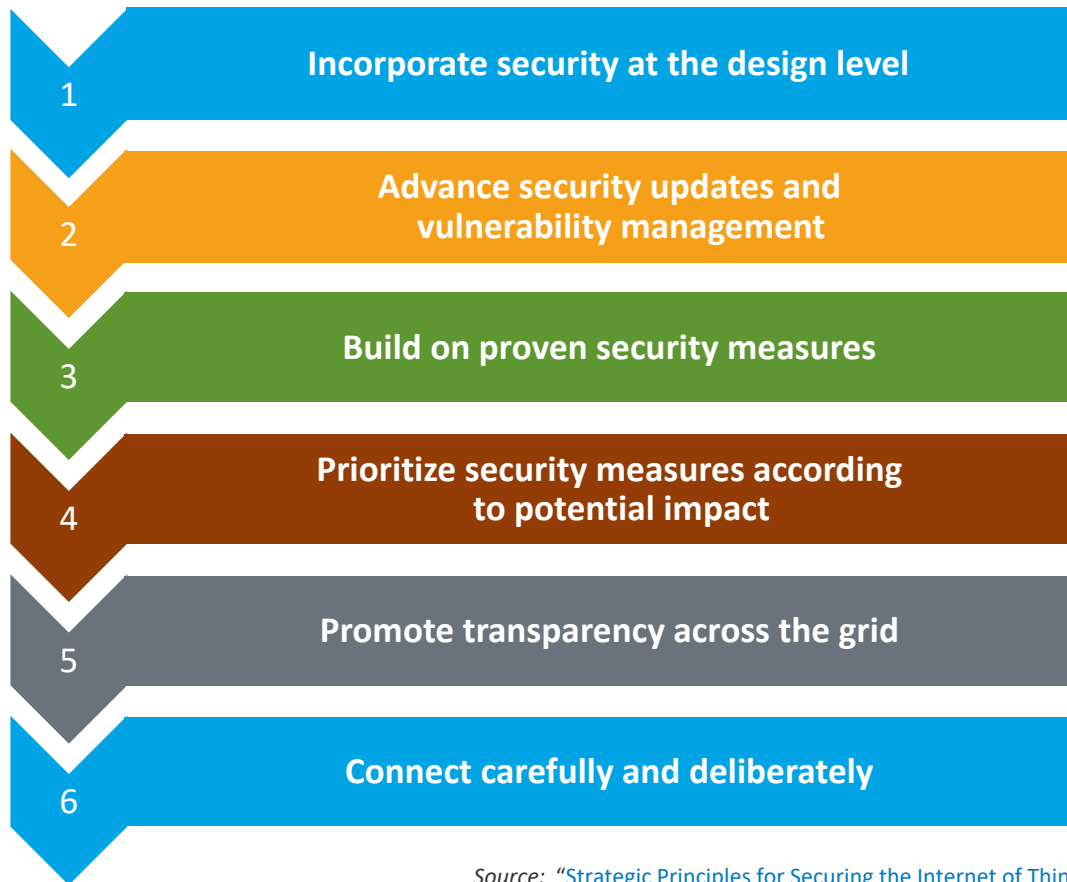 1
Incorporate security at the design level
2
Advance security updates and
vulnerability management
3
Build on proven security measures
4
Prioritize security measures according
to potential impact
5
Promote transparency across the grid
6
Connect carefully and deliberately
Source: “Strategic Principles for Securing the Internet of Thin